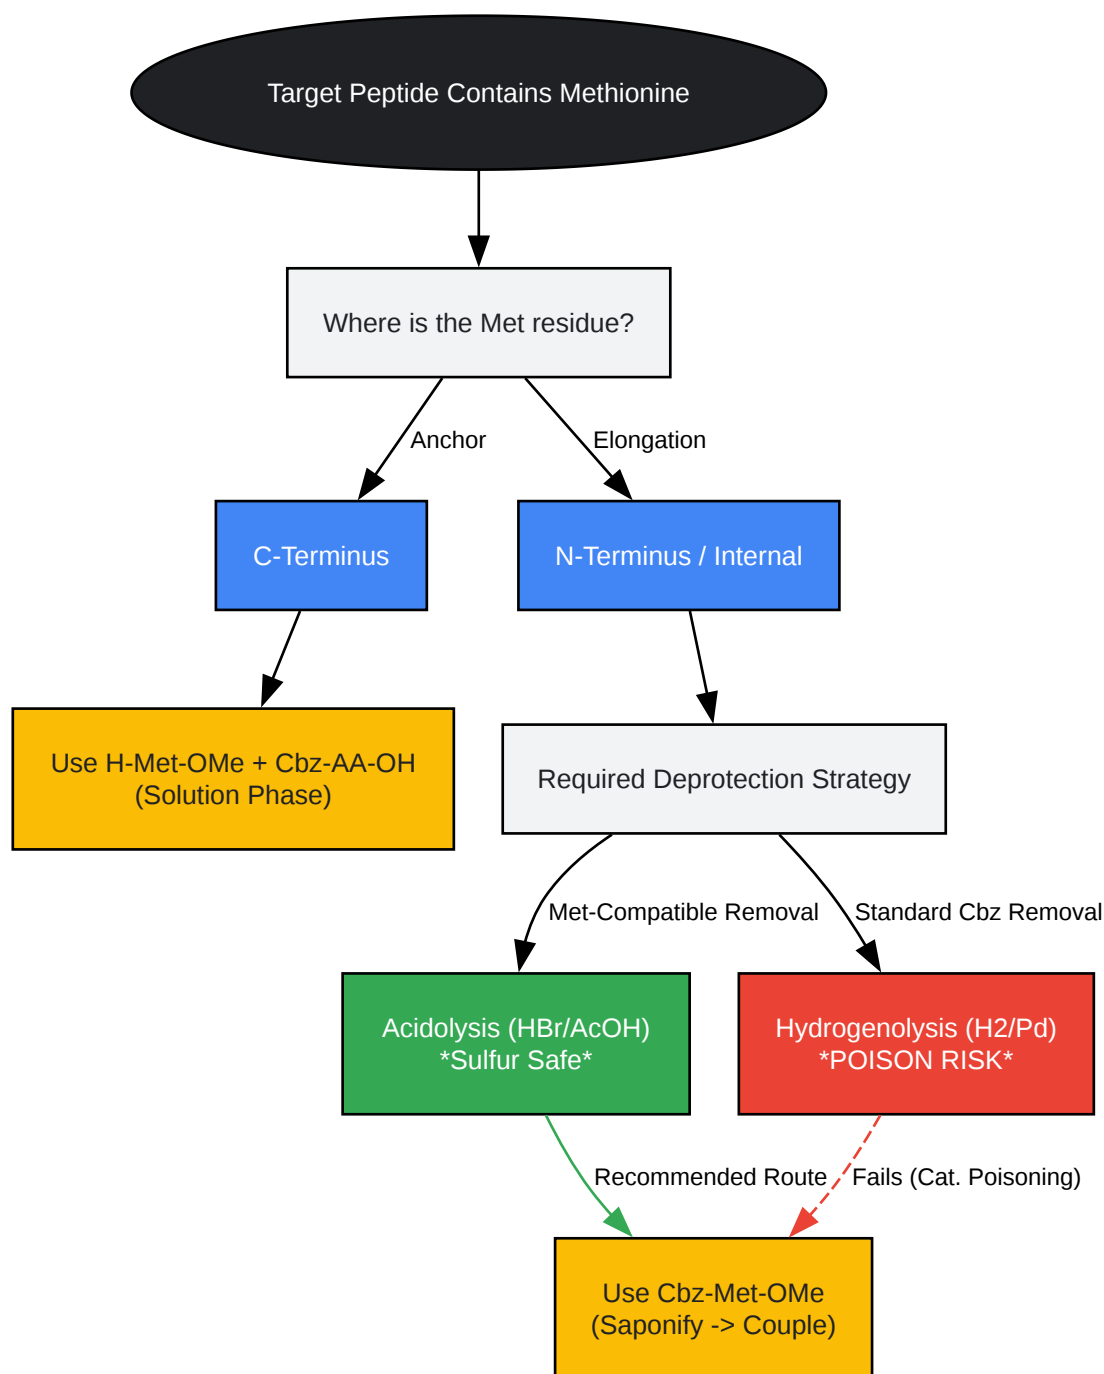 Target Peptide Contains Methionine
Where is the Met residue?
Anchor
Elongation
C-Terminus
N-Terminus / Internal
Use H-Met-OMe + Cbz-AA-OH
(Solution Phase)
Required Deprotection Strategy
Met-Compatible Removal
Standard Cbz Removal
Acidolysis (HBr/AcOH)
*Sulfur Safe*
Hydrogenolysis (H2/Pd)
*POISON RISK*
Recommended Route
Fails (Cat. Poisoning)
Use Cbz-Met-OMe
(Saponify -> Couple)